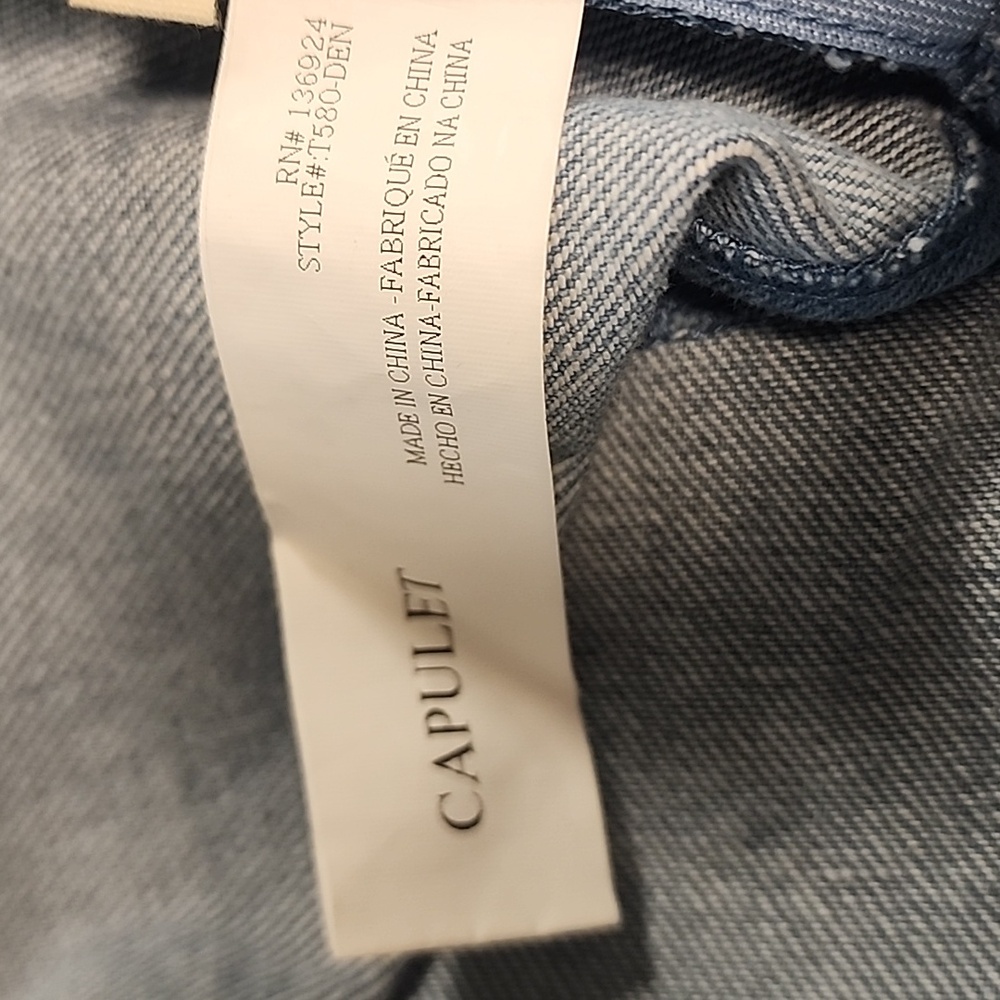 RN# 136924
STYLE#:T580-DEN
MADE IN CHINA -FABRIQUÉ EN CHINA
HECHO EN CHINA-FABRICADO NA CHINA
CAPULET